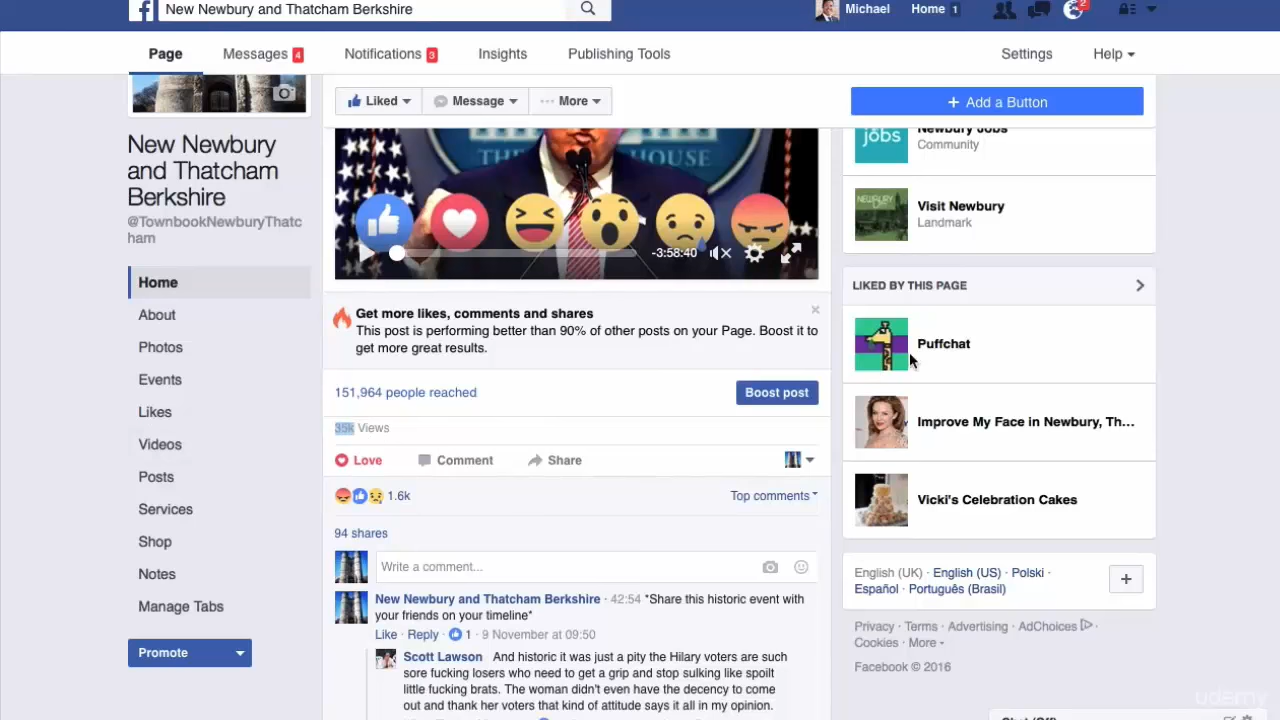 New Newbury and Thatcham Berkshire
Michael
Home 1
2
Page
Messages 4
Notifications 3
Insights
Publishing Tools
Settings
Help
New Newbury
and Thatcham
Berkshire
@TownbookNewburyThatc
ham
Home
About
Photos
Events
Likes
Videos
Posts
Services
Shop
Notes
Manage Tabs
Promote
Liked
Message
More
+ Add a Button
THE
HOUSE
-3:58:40
Get more likes, comments and shares
This post is performing better than 90% of other posts on your Page. Boost it to
get more great results.
151,964 people reached
Boost post
35k Views
Love
Comment
Share
1.6k
Top comments
94 shares
Write a comment...
New Newbury and Thatcham Berkshire · 42:54 *Share this historic event with
your friends on your timeline*
Like · Reply · 1 · 9 November at 09:50
Scott Lawson And historic it was just a pity the Hilary voters are such
sore fucking losers who need to get a grip and stop sulking like spoilt
little fucking brats. The woman didn't even have the decency to come
out and thank her voters that kind of attitude says it all in my opinion.
jobs
Newbury Jobs
Community
NEWBURY
Visit Newbury
Landmark
LIKED BY THIS PAGE
Puffchat
Improve My Face in Newbury, Th...
Vicki's Celebration Cakes
English (UK) · English (US) · Polski ·
Español · Português (Brasil)
+
Privacy · Terms · Advertising · AdChoices ·
Cookies · More
Facebook © 2016
udemy
Chat (Off)